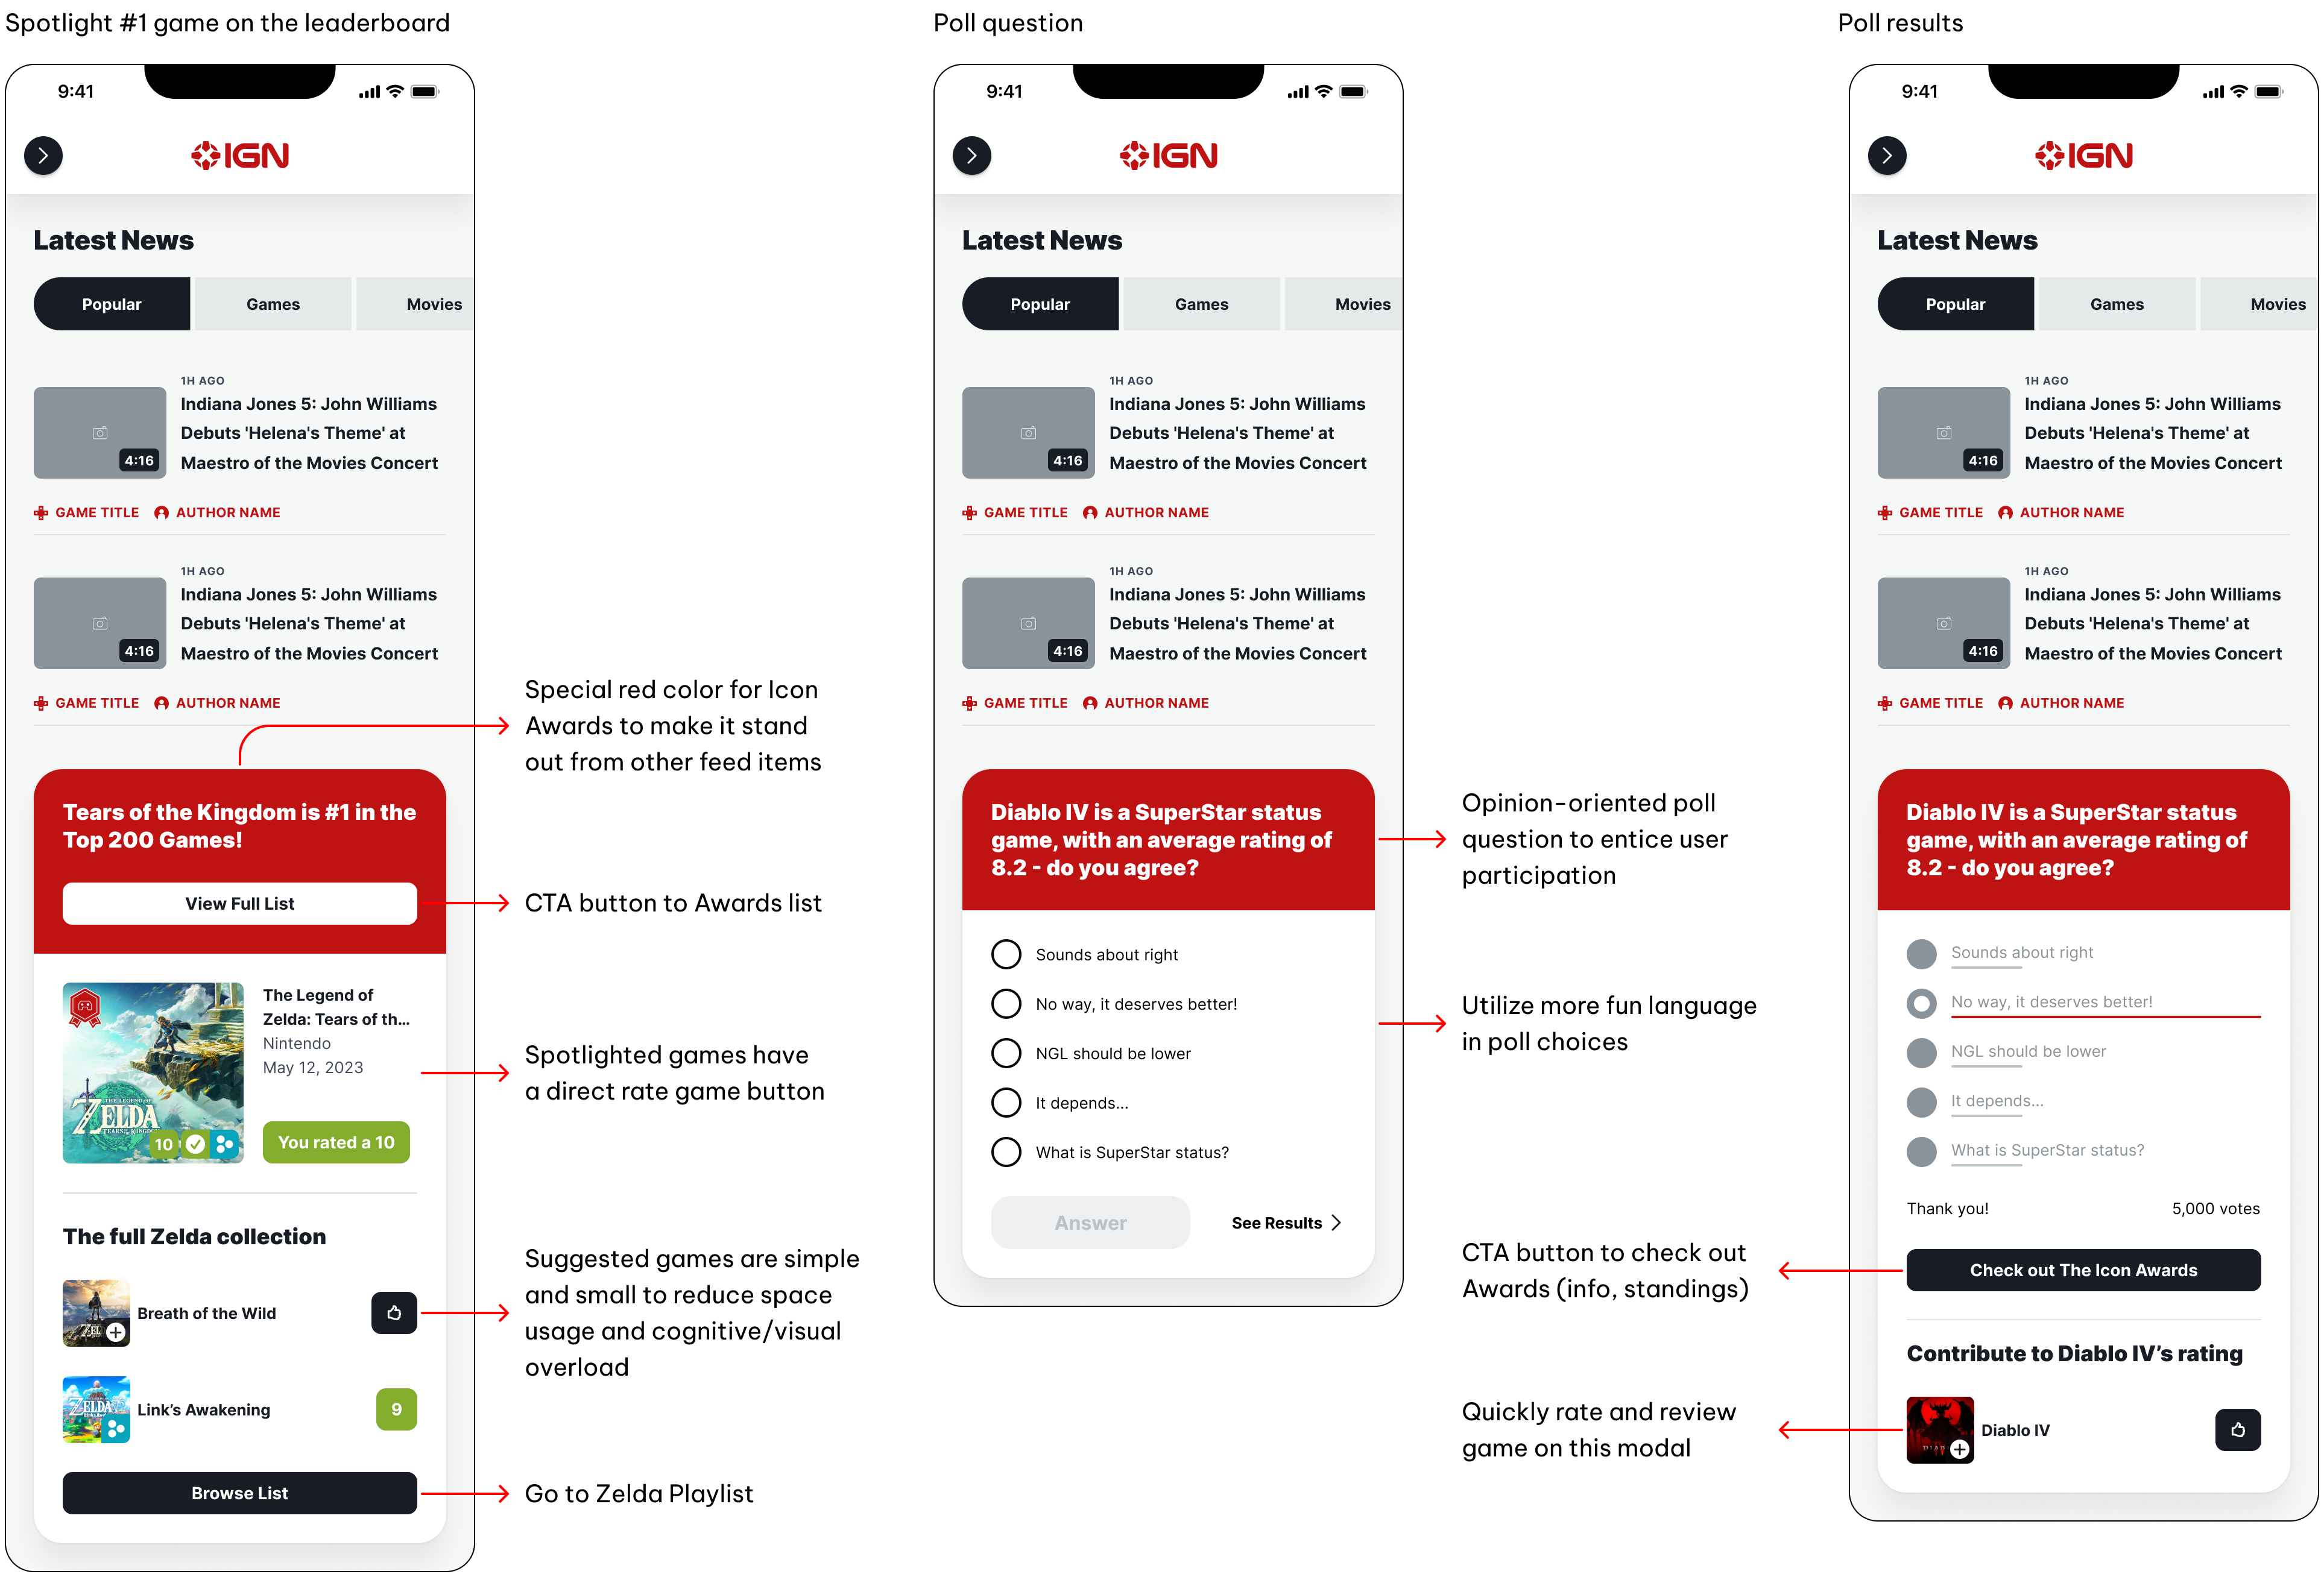 Spotlight #1 game on the leaderboard
9:41
IGN
Latest News
Popular
Games
Movies
1H AGO
Indiana Jones 5: John Williams
Debuts 'Helena's Theme' at
Maestro of the Movies Concert
4:16
GAME TITLE
AUTHOR NAME
1H AGO
Indiana Jones 5: John Williams
Debuts 'Helena's Theme' at
Maestro of the Movies Concert
4:16
GAME TITLE
AUTHOR NAME
Special red color for Icon
Awards to make it stand
out from other feed items
Tears of the Kingdom is #1 in the
Top 200 Games!
View Full List
CTA button to Awards list
The Legend of
Zelda: Tears of th...
Nintendo
May 12, 2023
THE LEGEND OF
ZELDA
TEARS OF THE KINGDOM
10
You rated a 10
Spotlighted games have
a direct rate game button
The full Zelda collection
Breath of the Wild
Suggested games are simple
and small to reduce space
usage and cognitive/visual
overload
ZELDA
Link's Awakening
9
Browse List
Go to Zelda Playlist
Poll question
9:41
IGN
Latest News
Popular
Games
Movies
1H AGO
Indiana Jones 5: John Williams
Debuts 'Helena's Theme' at
Maestro of the Movies Concert
4:16
GAME TITLE
AUTHOR NAME
1H AGO
Indiana Jones 5: John Williams
Debuts 'Helena's Theme' at
Maestro of the Movies Concert
4:16
GAME TITLE
AUTHOR NAME
Diablo IV is a SuperStar status
game, with an average rating of
8.2 - do you agree?
Opinion-oriented poll
question to entice user
participation
Sounds about right
No way, it deserves better!
NGL should be lower
It depends...
What is SuperStar status?
Utilize more fun language
in poll choices
Answer
See Results
Poll results
9:41
IGN
Latest News
Popular
Games
Movies
1H AGO
Indiana Jones 5: John Williams
Debuts 'Helena's Theme' at
Maestro of the Movies Concert
4:16
GAME TITLE
AUTHOR NAME
1H AGO
Indiana Jones 5: John Williams
Debuts 'Helena's Theme' at
Maestro of the Movies Concert
4:16
GAME TITLE
AUTHOR NAME
Diablo IV is a SuperStar status
game, with an average rating of
8.2 - do you agree?
Sounds about right
No way, it deserves better!
NGL should be lower
It depends...
What is SuperStar status?
Thank you!
5,000 votes
CTA button to check out
Awards (info, standings)
Check out The Icon Awards
Contribute to Diablo IV’s rating
Quickly rate and review
game on this modal
Diablo IV